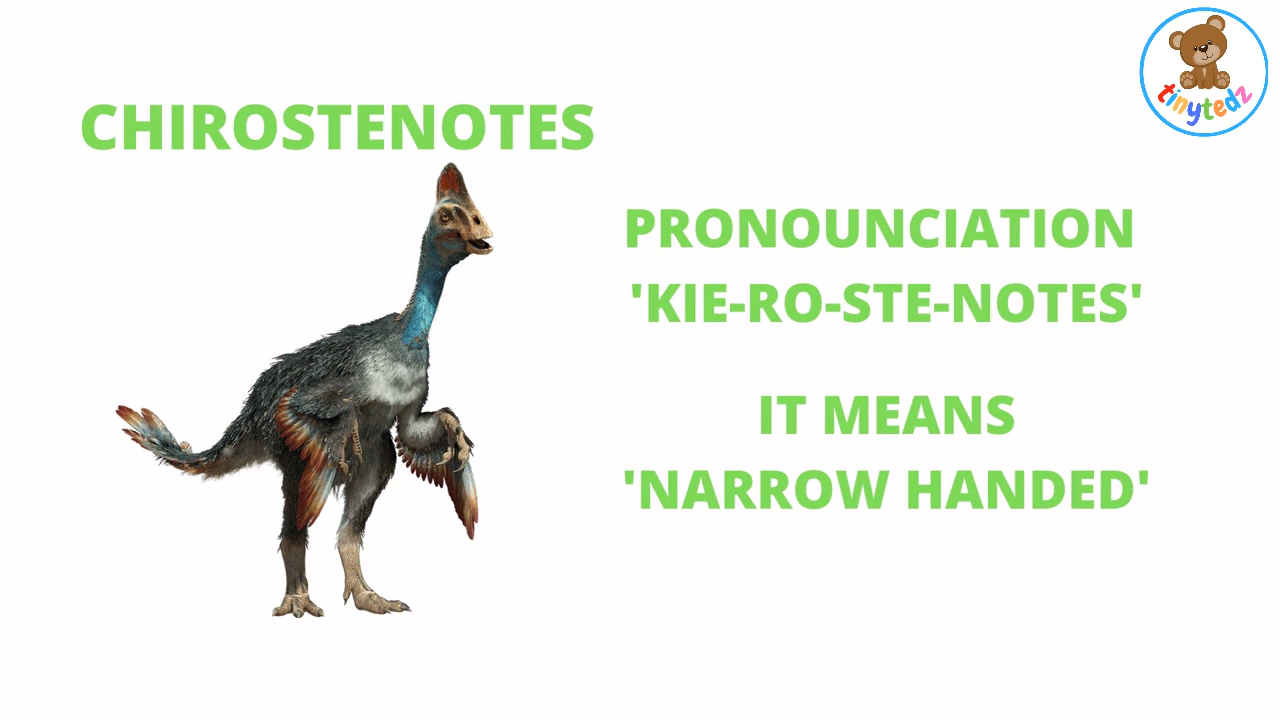 CHIROSTENOTES
tinytedz
PRONOUNCIATION
'KIE-RO-STE-NOTES'
IT MEANS
'NARROW HANDED'